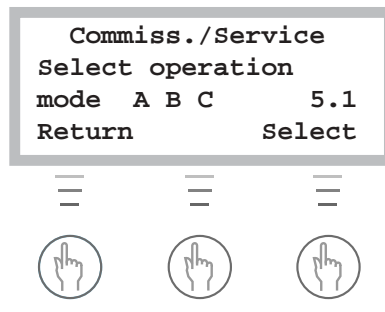 Commiss./Service
Select operation
mode A B C 5.1
Return Select